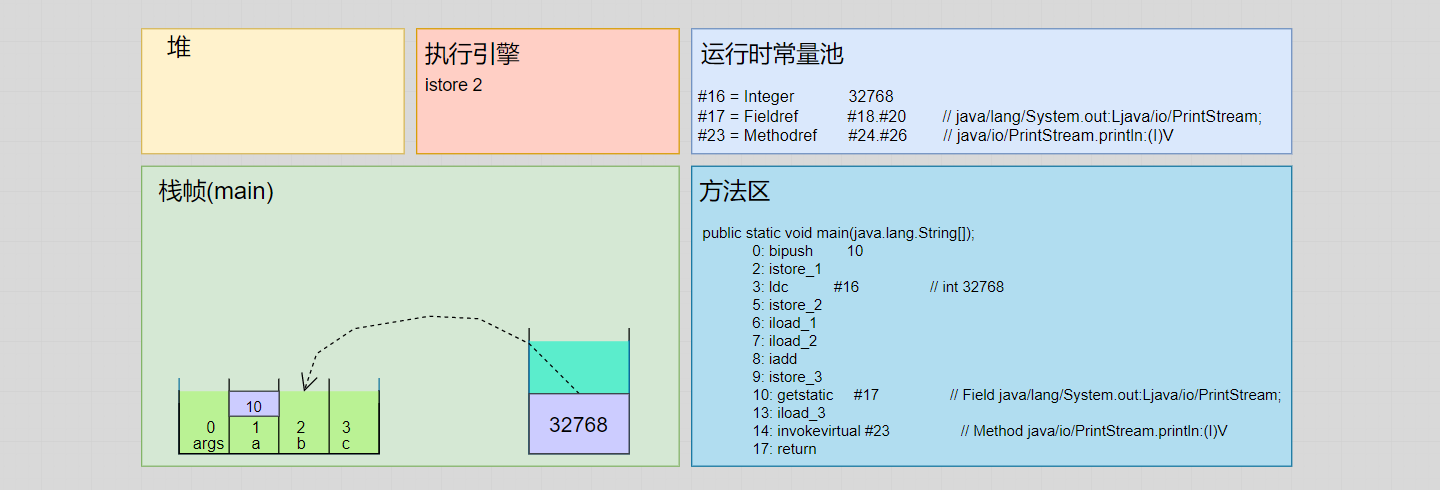 堆
执行引擎
istore 2
运行时常量池
#16 = Integer 32768
#17 = Fieldref #18.#20 // java/lang/System.out:Ljava/io/PrintStream;
#23 = Methodref #24.#26 // java/io/PrintStream.println:(I)V
栈帧(main)
10
0 1 2 3
args a b c
32768
方法区
public static void main(java.lang.String[]);
0: bipush 10
2: istore_1
3: ldc #16 // int 32768
5: istore_2
6: iload_1
7: iload_2
8: iadd
9: istore_3
10: getstatic #17 // Field java/lang/System.out:Ljava/io/PrintStream;
13: iload_3
14: invokevirtual #23 // Method java/io/PrintStream.println:(I)V
17: return